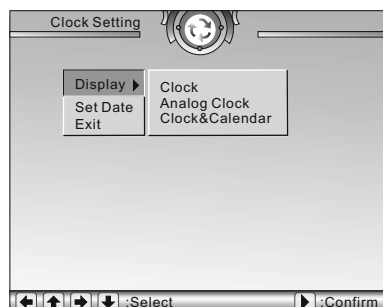 Clock Setting
Display
Set Date
Exit
Clock
Analog Clock
Clock&Calendar
:Select
:Confirm